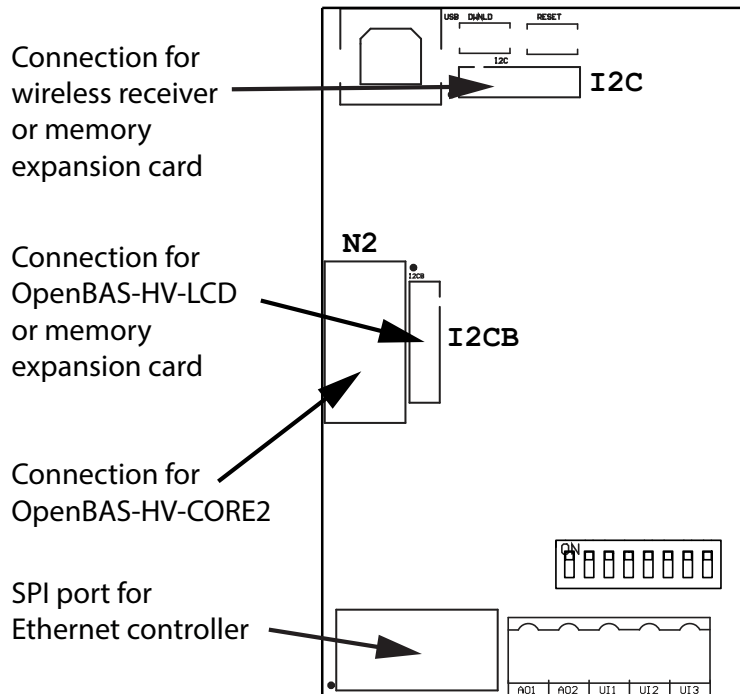 USB DWNLD RESET
Connection for
wireless receiver
or memory
expansion card
I2C
I2C
N2
Connection for
OpenBAS-HV-LCD
or memory
expansion card
I2CB
I2CB
Connection for
OpenBAS-HV-CORE2
ON
SPI port for
Ethernet controller
AO1 AO2 UI1 UI2 UI3